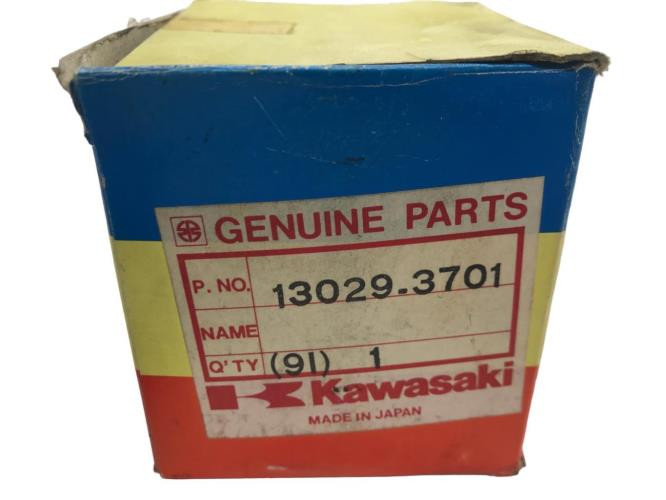 GENUINE PARTS
P. NO. 13029-3701
NAME
Q'TY (91) 1
Kawasaki
MADE IN JAPAN